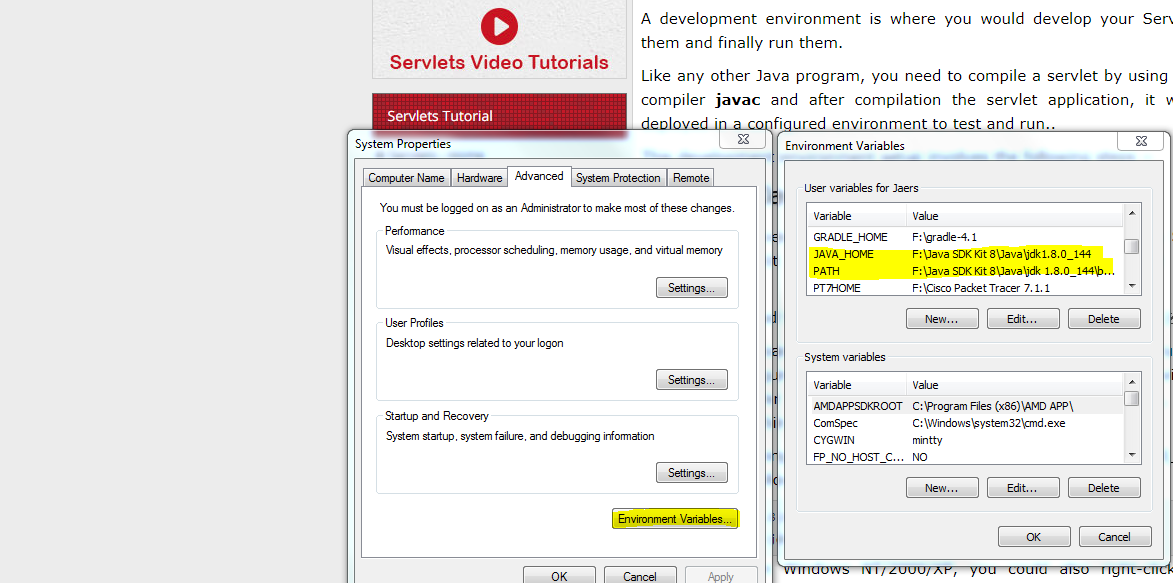 A development environment is where you would develop your Serv
them and finally run them.
Like any other Java program, you need to compile a servlet by using
compiler javac and after compilation the servlet application, it w
deployed in a configured environment to test and run..
Servlets Video Tutorials
Servlets Tutorial
System Properties
Computer Name
Hardware
Advanced
System Protection
Remote
You must be logged on as an Administrator to make most of these changes.
Performance
Visual effects, processor scheduling, memory usage, and virtual memory
Settings...
User Profiles
Desktop settings related to your logon
Settings...
Startup and Recovery
System startup, system failure, and debugging information
Settings...
Environment Variables...
OK
Cancel
Apply
Environment Variables
User variables for Jaers
Variable Value
GRADLE_HOME F:\gradle-4.1
JAVA_HOME F:\Java SDK Kit 8\Java\jdk1.8.0_144
PATH F:\Java SDK Kit 8\Java\jdk 1.8.0_144\b...
PT7HOME F:\Cisco Packet Tracer 7.1.1
New...
Edit...
Delete
System variables
Variable Value
AMDAPPSDKROOT C:\Program Files (x86)\AMD APP\
ComSpec C:\Windows\system32\cmd.exe
CYGWIN mintty
FP_NO_HOST_C... NO
New...
Edit...
Delete
OK
Cancel
Windows NT/2000/XP, you could also right-click